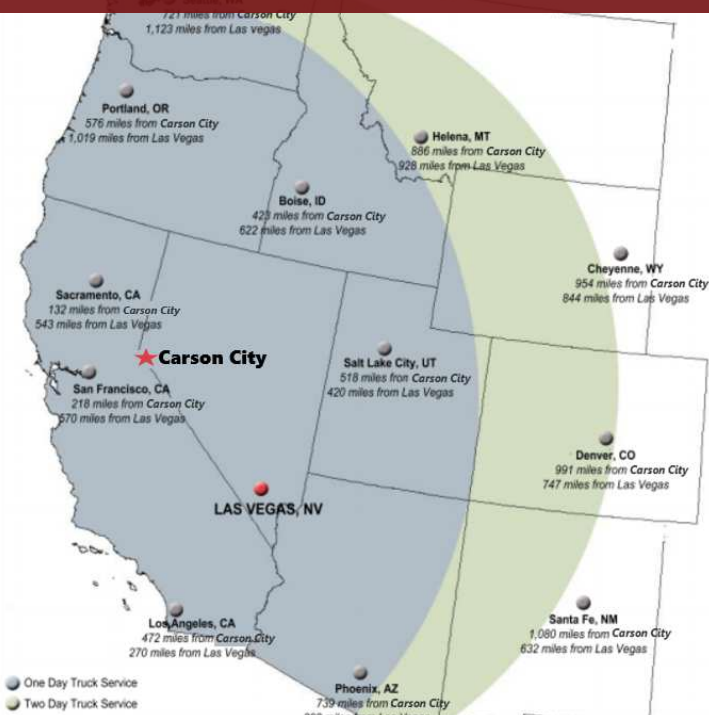 721 miles from Carson City
1,123 miles from Las vegas
Portland, OR
576 miles from Carson City
1,019 miles from Las Vegas
Helena, MT
886 miles from Carson City
928 miles from Las Vegas
Boise, ID
423 miles from Carson City
622 miles from Las Vegas
Cheyenne, WY
954 miles from Carson City
844 miles from Las Vegas
Sacramento, CA
132 miles from Carson City
543 miles from Las Vegas
Carson City
Salt Lake City, UT
518 miles fron Carson City
420 miles from Las Vegas
San Francisco, CA
218 miles from Carson City
570 miles from Las Vegas
Denver, CO
991 miles from Carson City
747 miles from Las Vegas
LAS VEGAS, NV
Los Angeles, CA
472 miles from Carson City
270 miles from Las Vegas
Santa Fe, NM
1,080 miles from Carson City
632 miles from Las Vegas
One Day Truck Service
Two Day Truck Service
Phoenix, AZ
739 miles from Carson City